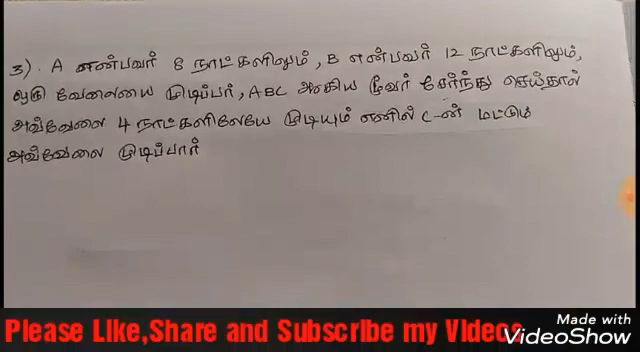 3). A என்பவர் 8 நாட்களிலும், B என்பவர் 12 நாட்களிலும்,
ஒரு வேலையை முடிப்பர், ABC ஆகிய மூவர் சேர்ந்து செய்தால்
அவ்வேலை 4 நாட்களிலேயே முடியும் எனில் C-ன் மட்டும்
அவ்வேலை முடிப்பார்
Made with
VideoShow
Please Like,Share and Subscribe my Videos